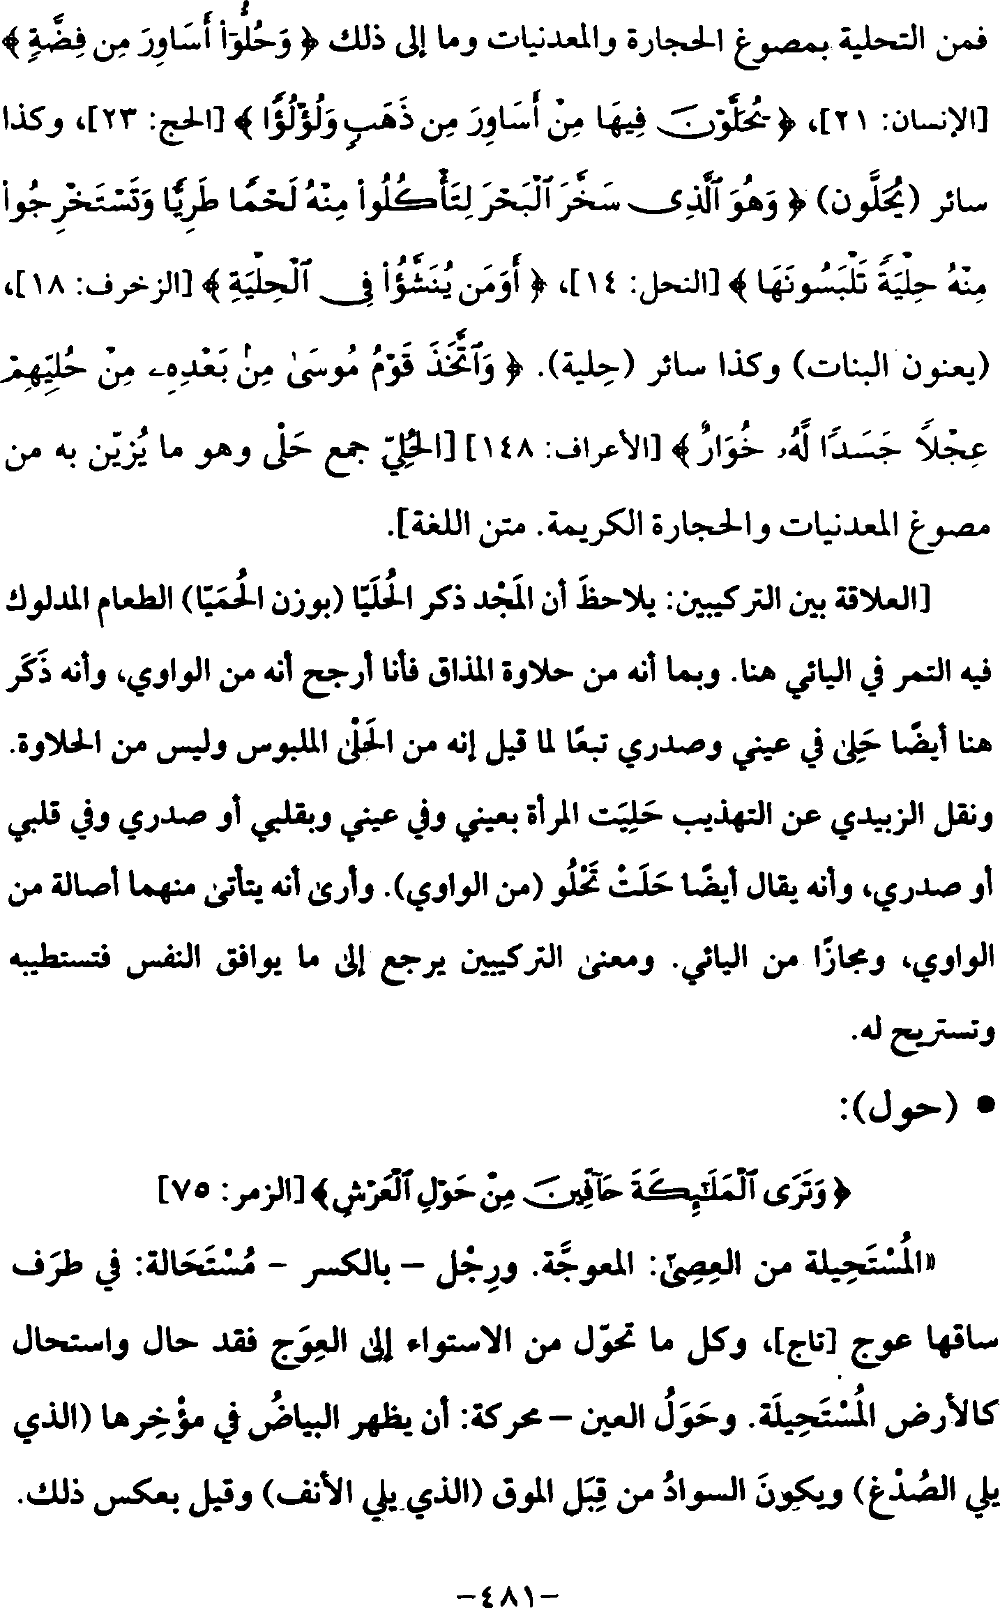 فمن التحلية بمصوغ الحجارة والمعدنيات وما إلى ذلك ﴿ وَحُلُّوٓا۟ أَسَاوِرَ مِن فِضَّةٍ ﴾
[الإنسان: ٢١]، ﴿ يُحَلَّوْنَ فِيهَا مِنْ أَسَاوِرَ مِن ذَهَبٍ وَلُؤْلُؤًا ﴾ [الحج: ٢٣]، وكذا
سائر (يُحَلَّون) ﴿ وَهُوَ ٱلَّذِى سَخَّرَ ٱلْبَحْرَ لِتَأْكُلُوا۟ مِنْهُ لَحْمًا طَرِيًّا وَتَسْتَخْرِجُوا۟
مِنْهُ حِلْيَةً تَلْبَسُونَهَا ﴾ [النحل: ١٤]، ﴿ أَوَمَن يُنَشَّؤُا۟ فِى ٱلْحِلْيَةِ ﴾ [الزخرف: ١٨]،
(يعنون البنات) وكذا سائر (حِلية). ﴿ وَٱتَّخَذَ قَوْمُ مُوسَىٰ مِنۢ بَعْدِهِۦ مِنْ حُلِيِّهِمْ
عِجْلًا جَسَدًا لَّهُۥ خُوَارٌ ﴾ [الأعراف: ١٤٨] [الحُلِيّ جمع حَلْى وهو ما يُزيّن به من
مصوغ المعدنيات والحجارة الكريمة. متن اللغة].
[العلاقة بين التركيبين: يلاحظَ أن المَجْد ذكر الحُلَيّا (بوزن الحُمَيّا) الطعام المدلوك
فيه التمر في اليائي هنا. وبما أنه من حلاوة المذاق فأنا أرجح أنه من الواوي، وأنه ذَكَر
هنا أيضًا حَلِىٰ في عيني وصدري تبعًا لما قيل إنه من الحَلْىٰ الملبوس وليس من الحلاوة.
ونقل الزبيدي عن التهذيب حَلِيَت المرأة بعيني وفي عيني وبقلبي أو صدري وفي قلبي
أو صدري، وأنه يقال أيضًا حَلَتْ تَحْلُو (من الواوي). وأرىٰ أنه يتأتىٰ منهما أصالة من
الواوي، ومجازًا من اليائي. ومعنىٰ التركيبين يرجع إلىٰ ما يوافق النفس فتستطيبه
وتستريح له.
• (حول):
﴿ وَتَرَى ٱلْمَلَـٰٓئِكَةَ حَآفِّينَ مِنْ حَوْلِ ٱلْعَرْشِ﴾ [الزمر: ٧٥]
«المُسْتَحِيلة من العِصِىّ: المعوجَّة. ورِجْل – بالكسر – مُسْتَحَالة: في طرَف
ساقها عوج [تاج]، وكل ما تحوّل من الاستواء إلىٰ العِوَج فقد حال واستحال
كالأرض المُسْتَحِيلَة. وحَوَلُ العين – محركة: أن يظهر البياضُ في مؤْخِرها (الذي
يلي الصُدْغ) ويكونَ السوادُ من قِبَل الموق (الذي يلي الأنف) وقيل بعكس ذلك.
-٤٨١-